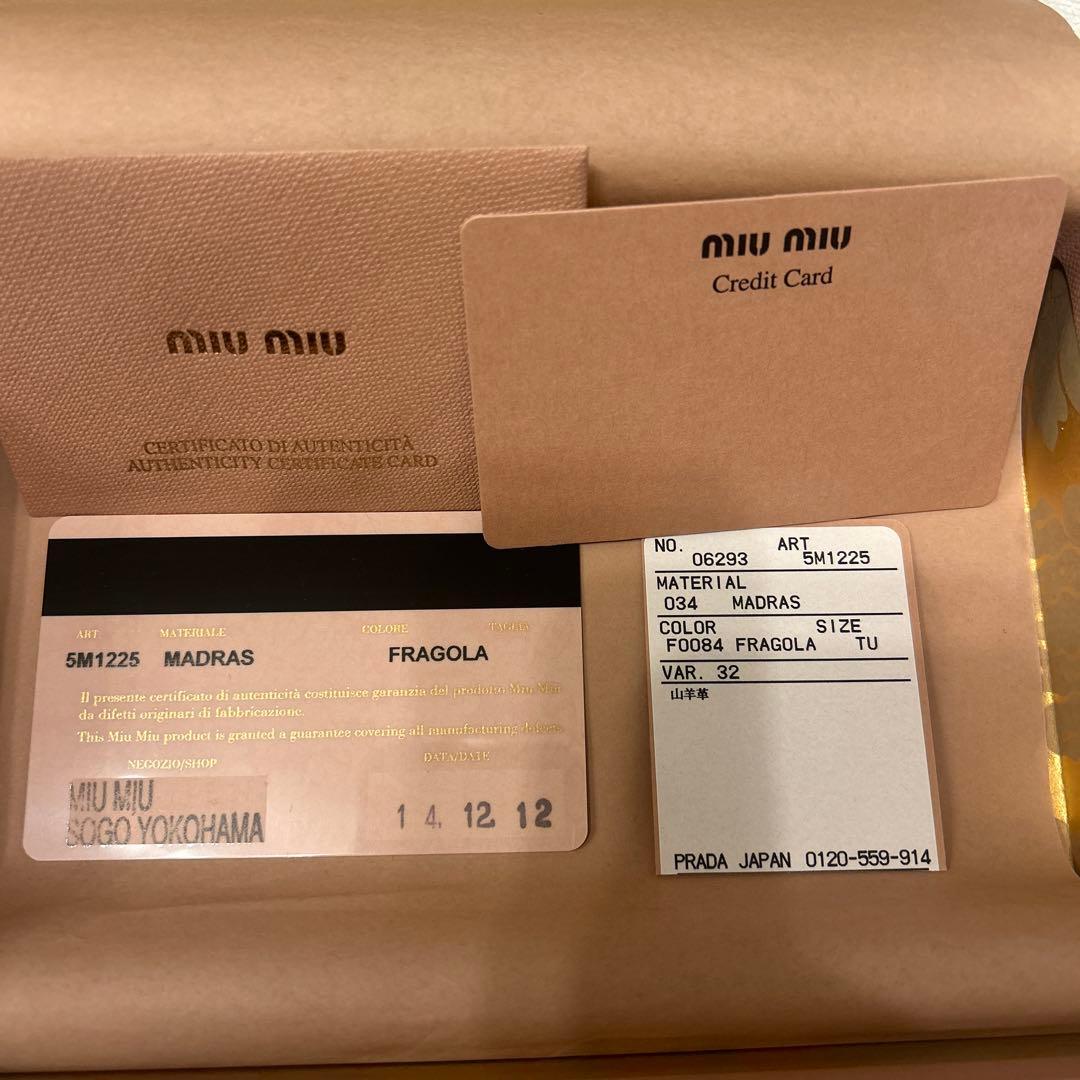 miu miu
CERTIFICATO DI AUTENTICITÀ
AUTHENTICITY CERTIFICATE CARD
miu miu
Credit Card
ART. MATERIALE COLORE TAGLIA
5M1225 MADRAS FRAGOLA
Il presente certificato di autenticità costituisce garanzia del prodotto Miu Miu
da difetti originari di fabbricazione.
This Miu Miu product is granted a guarantee covering all manufacturing defects.
NEGOZIO/SHOP DATA/DATE
MIU MIU
SOGO YOKOHAMA
14. 12. 12
NO. ART
06293 5M1225
MATERIAL
034 MADRAS
COLOR SIZE
F0084 FRAGOLA TU
VAR. 32
山羊革
PRADA JAPAN 0120-559-914